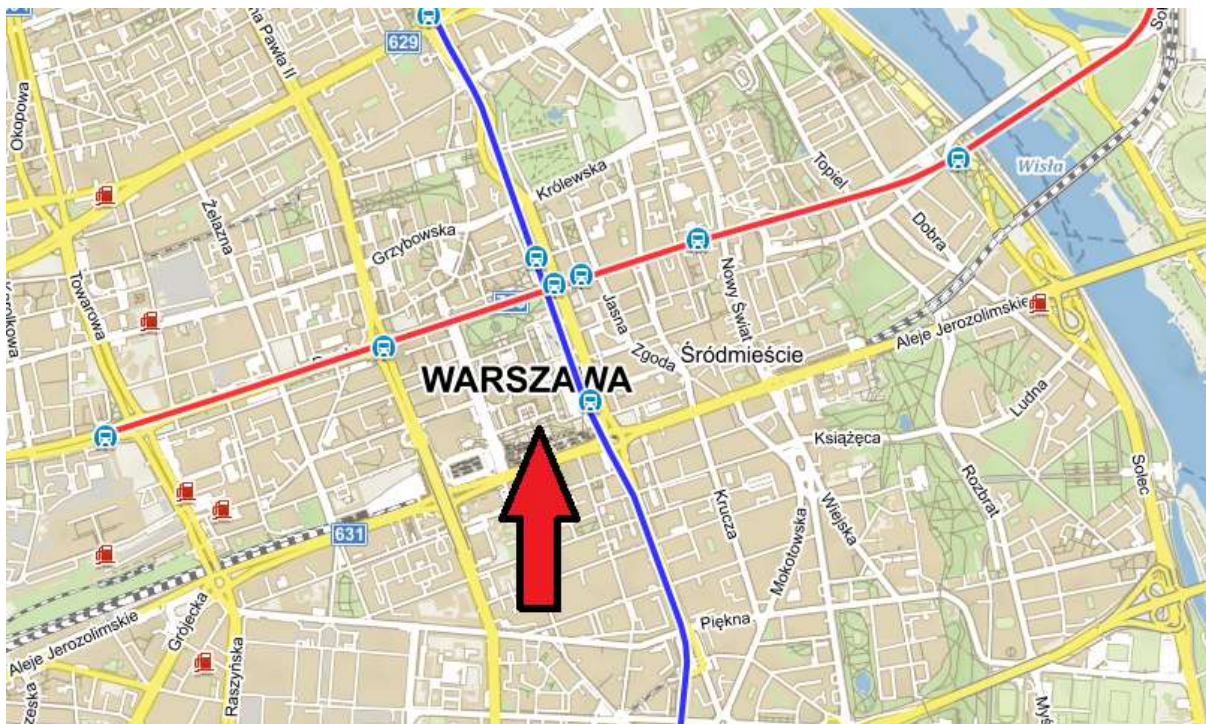 629
Pawła II
Okopowa
Królewska
Topiel
Wisła
Żelazna
Grzybowska
Dobra
Nowy Świat
Towarowa
Jasna
Zgoda
Śródmieście
Aleje Jerozolimskie
WARSZAWA
Ludna
Książęca
Solec
Rozbrat
Krucza
Wiejska
Mokotowska
631
Piękna
Grójecka
Aleje Jerozolimskie
Raszyńska